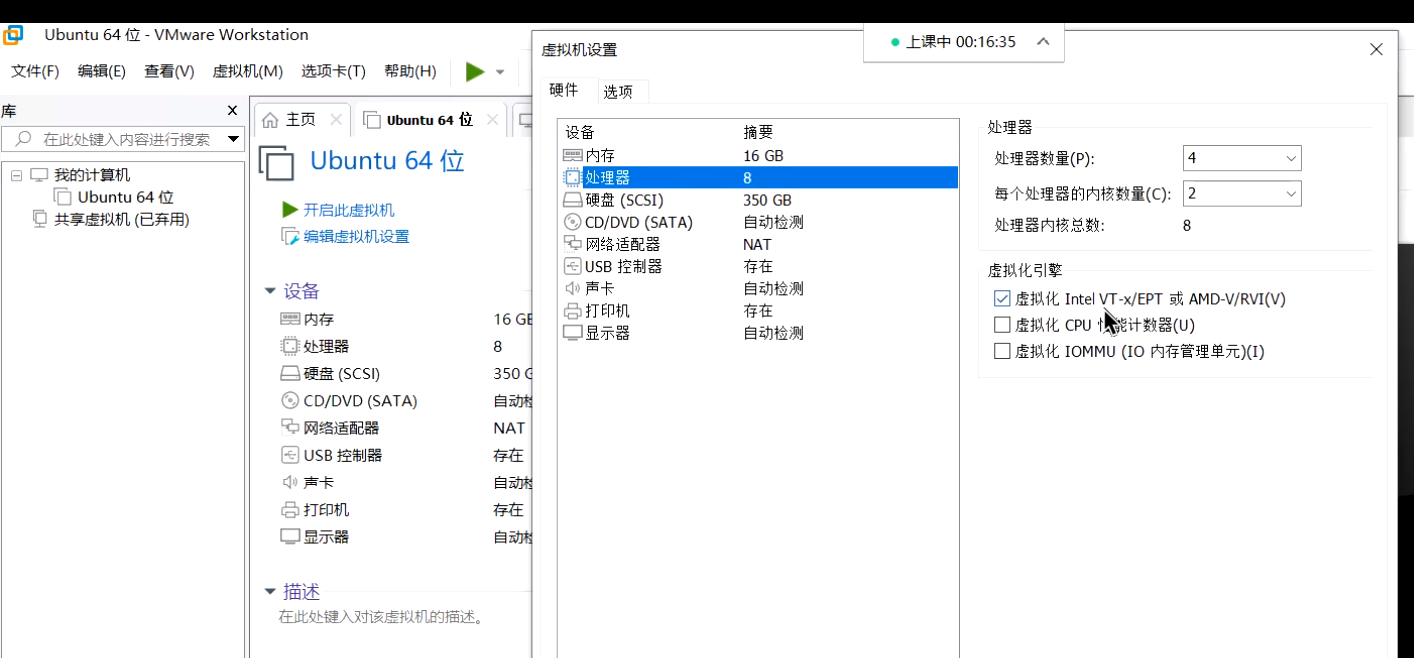 Ubuntu 64 位 - VMware Workstation
文件(F) 编辑(E) 查看(V) 虚拟机(M) 选项卡(T) 帮助(H)
库
在此处键入内容进行搜索
我的计算机
Ubuntu 64 位
共享虚拟机 (已弃用)
主页
Ubuntu 64 位
Ubuntu 64 位
开启此虚拟机
编辑虚拟机设置
设备
内存 16 GB
处理器 8
硬盘 (SCSI) 350 G
CD/DVD (SATA) 自动检
网络适配器 NAT
USB 控制器 存在
声卡 自动检
打印机 存在
显示器 自动检
描述
在此处键入对该虚拟机的描述。
虚拟机设置
上课中 00:16:35
硬件 选项
设备 摘要
内存 16 GB
处理器 8
硬盘 (SCSI) 350 GB
CD/DVD (SATA) 自动检测
网络适配器 NAT
USB 控制器 存在
声卡 自动检测
打印机 存在
显示器 自动检测
处理器
处理器数量(P): 4
每个处理器的内核数量(C): 2
处理器内核总数: 8
虚拟化引擎
虚拟化 Intel VT-x/EPT 或 AMD-V/RVI(V)
虚拟化 CPU 性能计数器(U)
虚拟化 IOMMU (IO 内存管理单元)(I)